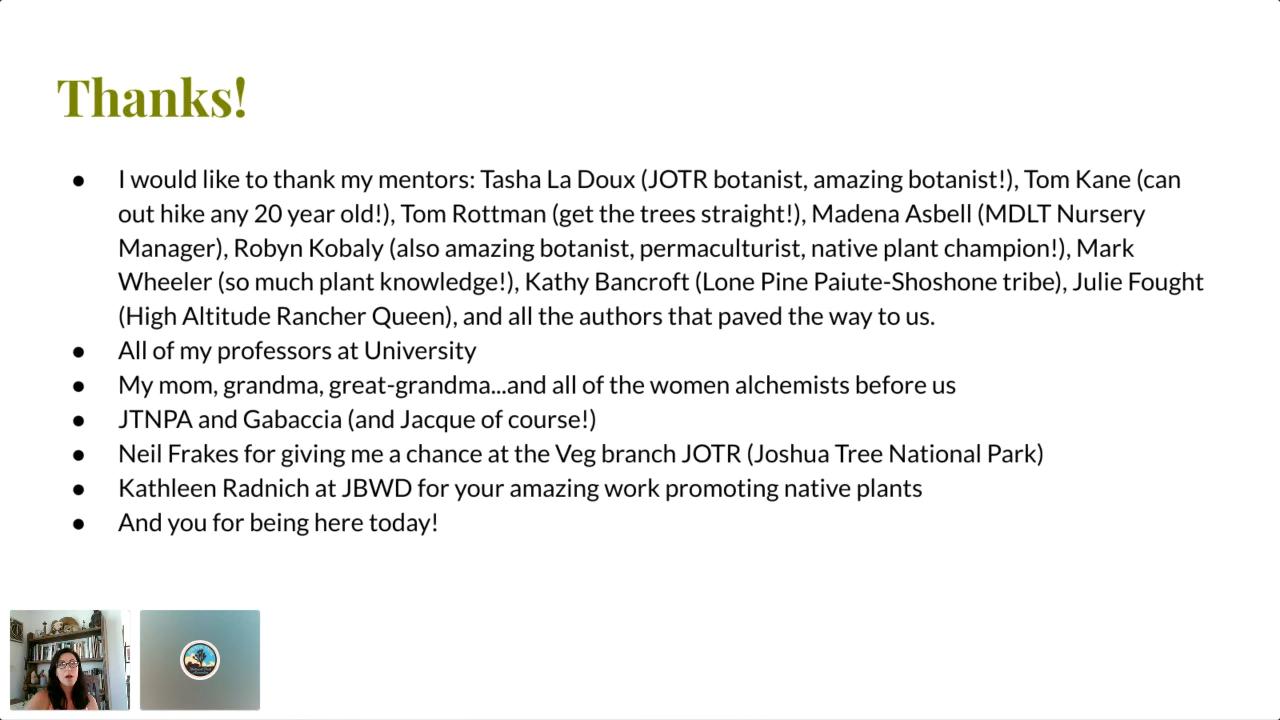 Thanks!
● I would like to thank my mentors: Tasha La Doux (JOTR botanist, amazing botanist!), Tom Kane (can
out hike any 20 year old!), Tom Rottman (get the trees straight!), Madena Asbell (MDLT Nursery
Manager), Robyn Kobaly (also amazing botanist, permaculturist, native plant champion!), Mark
Wheeler (so much plant knowledge!), Kathy Bancroft (Lone Pine Paiute-Shoshone tribe), Julie Fought
(High Altitude Rancher Queen), and all the authors that paved the way to us.
● All of my professors at University
● My mom, grandma, great-grandma...and all of the women alchemists before us
● JTNPA and Gabaccia (and Jacque of course!)
● Neil Frakes for giving me a chance at the Veg branch JOTR (Joshua Tree National Park)
● Kathleen Radnich at JBWD for your amazing work promoting native plants
● And you for being here today!